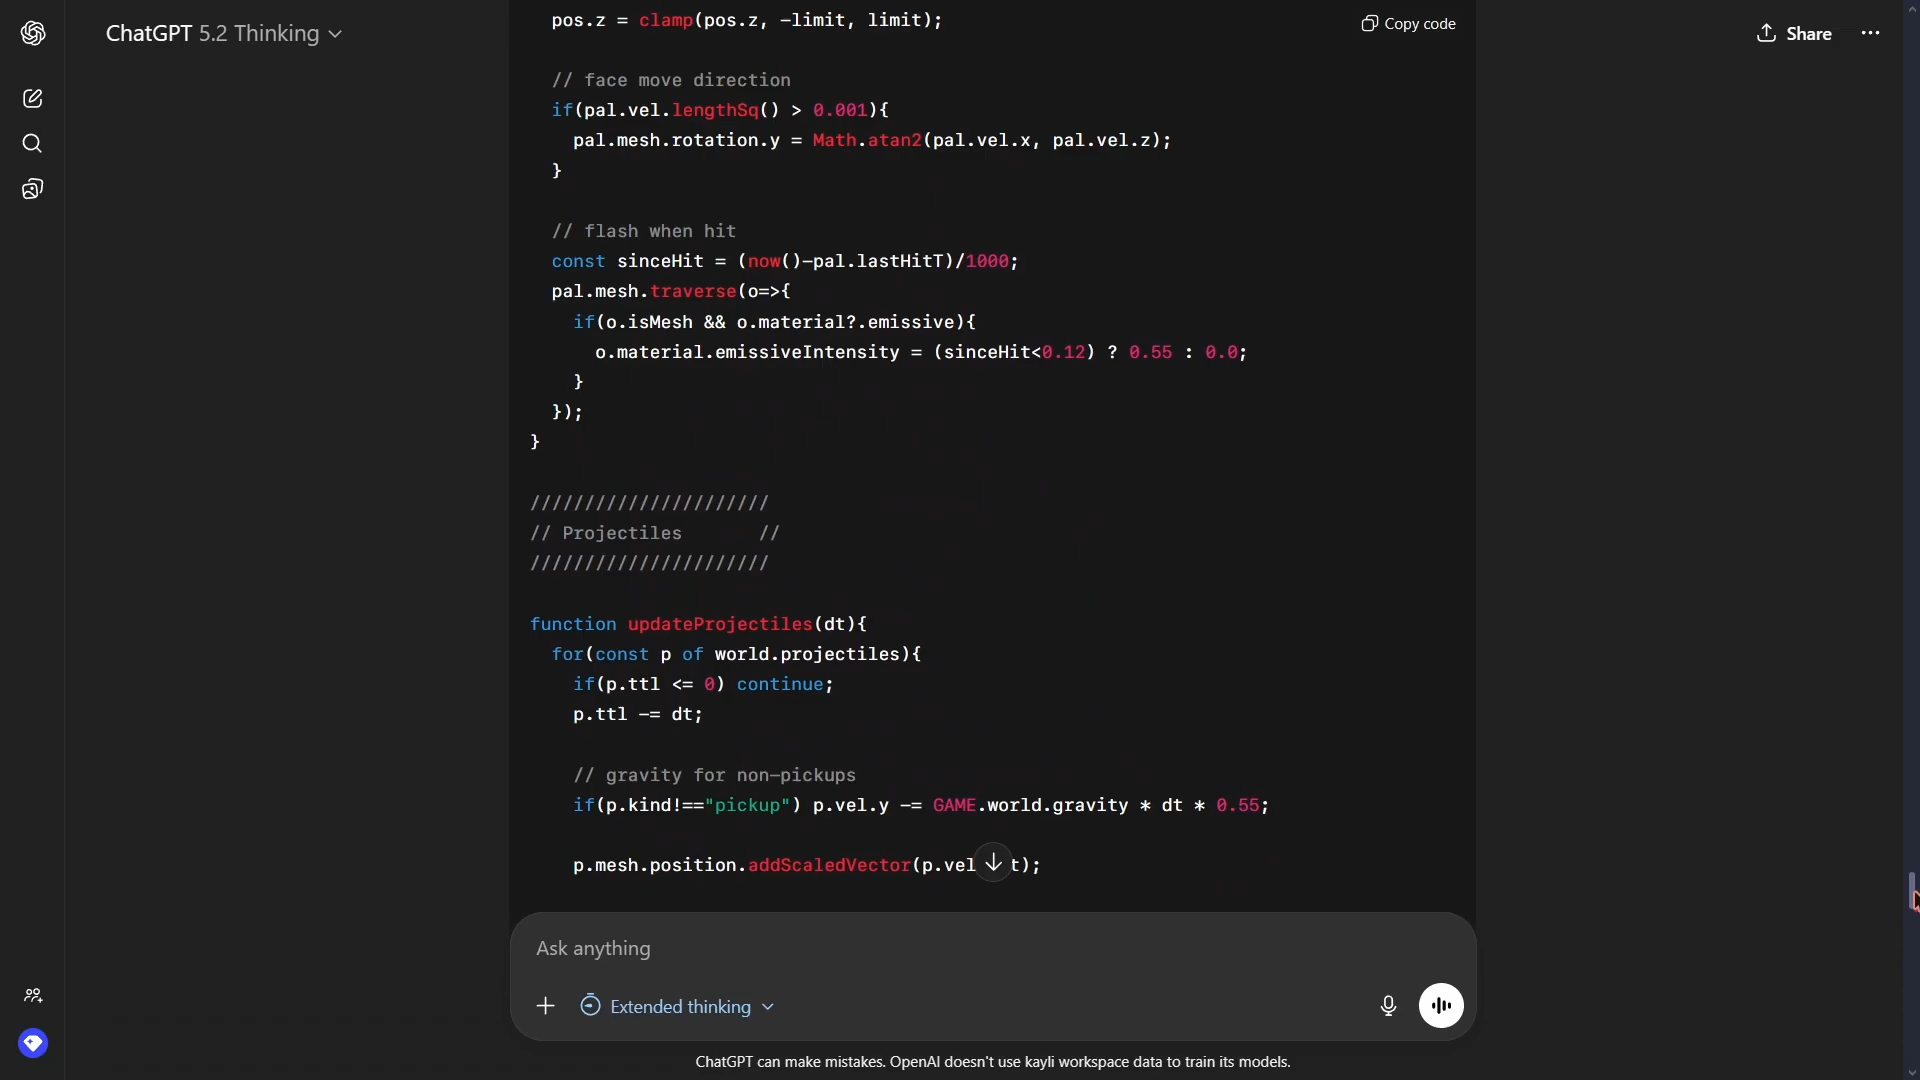 ChatGPT 5.2 Thinking
Share
Copy code
pos.z = clamp(pos.z, -limit, limit);
// face move direction
if(pal.vel.lengthSq() > 0.001){
pal.mesh.rotation.y = Math.atan2(pal.vel.x, pal.vel.z);
}
// flash when hit
const sinceHit = (now()-pal.lastHitT)/1000;
pal.mesh.traverse(o=>{
if(o.isMesh && o.material?.emissive){
o.material.emissiveIntensity = (sinceHit<0.12) ? 0.55 : 0.0;
}
});
}
//////////////////////
// Projectiles       //
//////////////////////
function updateProjectiles(dt){
for(const p of world.projectiles){
if(p.ttl <= 0) continue;
p.ttl -= dt;
// gravity for non-pickups
if(p.kind!=="pickup") p.vel.y -= GAME.world.gravity * dt * 0.55;
p.mesh.position.addScaledVector(p.vel t);
Ask anything
Extended thinking
ChatGPT can make mistakes. OpenAI doesn't use kayli workspace data to train its models.